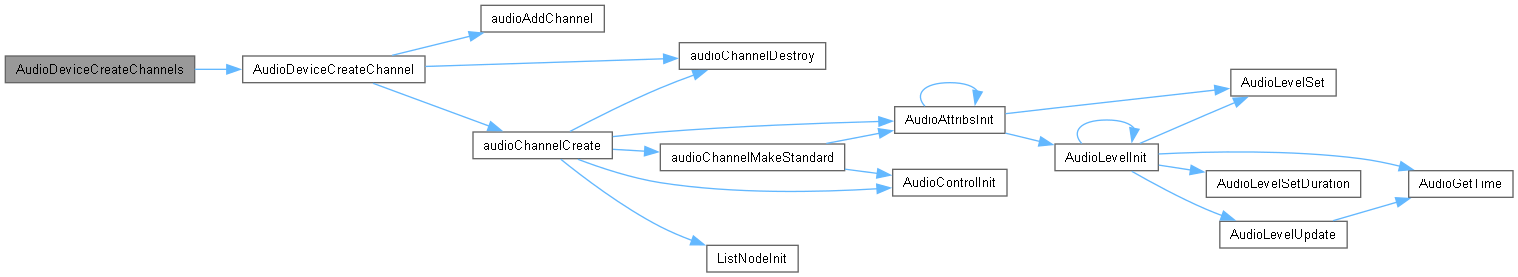 AudioDeviceCreateChannels
AudioDeviceCreateChannel
audioAddChannel
audioChannelDestroy
audioChannelCreate
audioChannelMakeStandard
AudioAttribsInit
AudioControlInit
ListNodeInit
AudioLevelInit
AudioLevelSet
AudioLevelSetDuration
AudioLevelUpdate
AudioGetTime